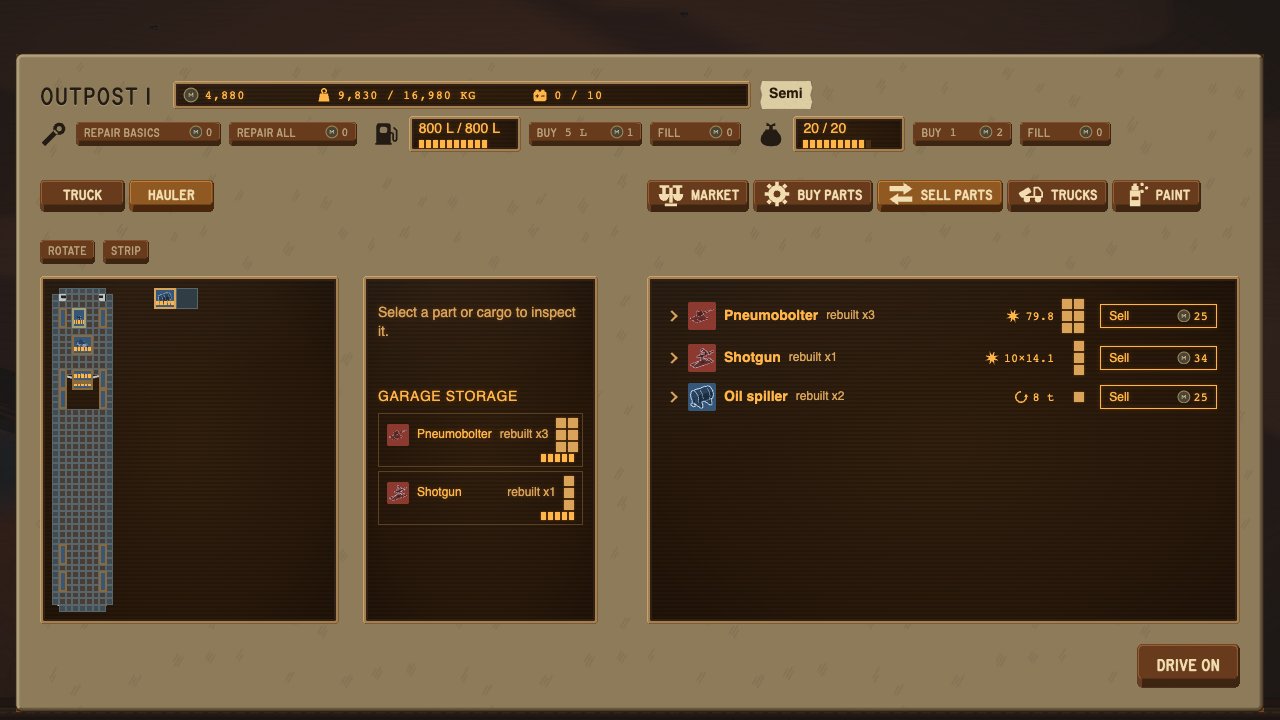 OUTPOST 1
M 4,880
9,830 / 16,980 KG
0 / 10
Semi
REPAIR BASICS M 0
REPAIR ALL M 0
800 L / 800 L
BUY 5 L M 1
FILL M 0
20 / 20
BUY 1 M 2
FILL M 0
TRUCK
HAULER
MARKET
BUY PARTS
SELL PARTS
TRUCKS
PAINT
ROTATE
STRIP
Select a part or cargo to inspect
it.
GARAGE STORAGE
Pneumobolter rebuilt x3
Shotgun rebuilt x1
Pneumobolter rebuilt x3 79.8 Sell M 25
Shotgun rebuilt x1 10×14.1 Sell M 34
Oil spiller rebuilt x2 8 t Sell M 25
DRIVE ON